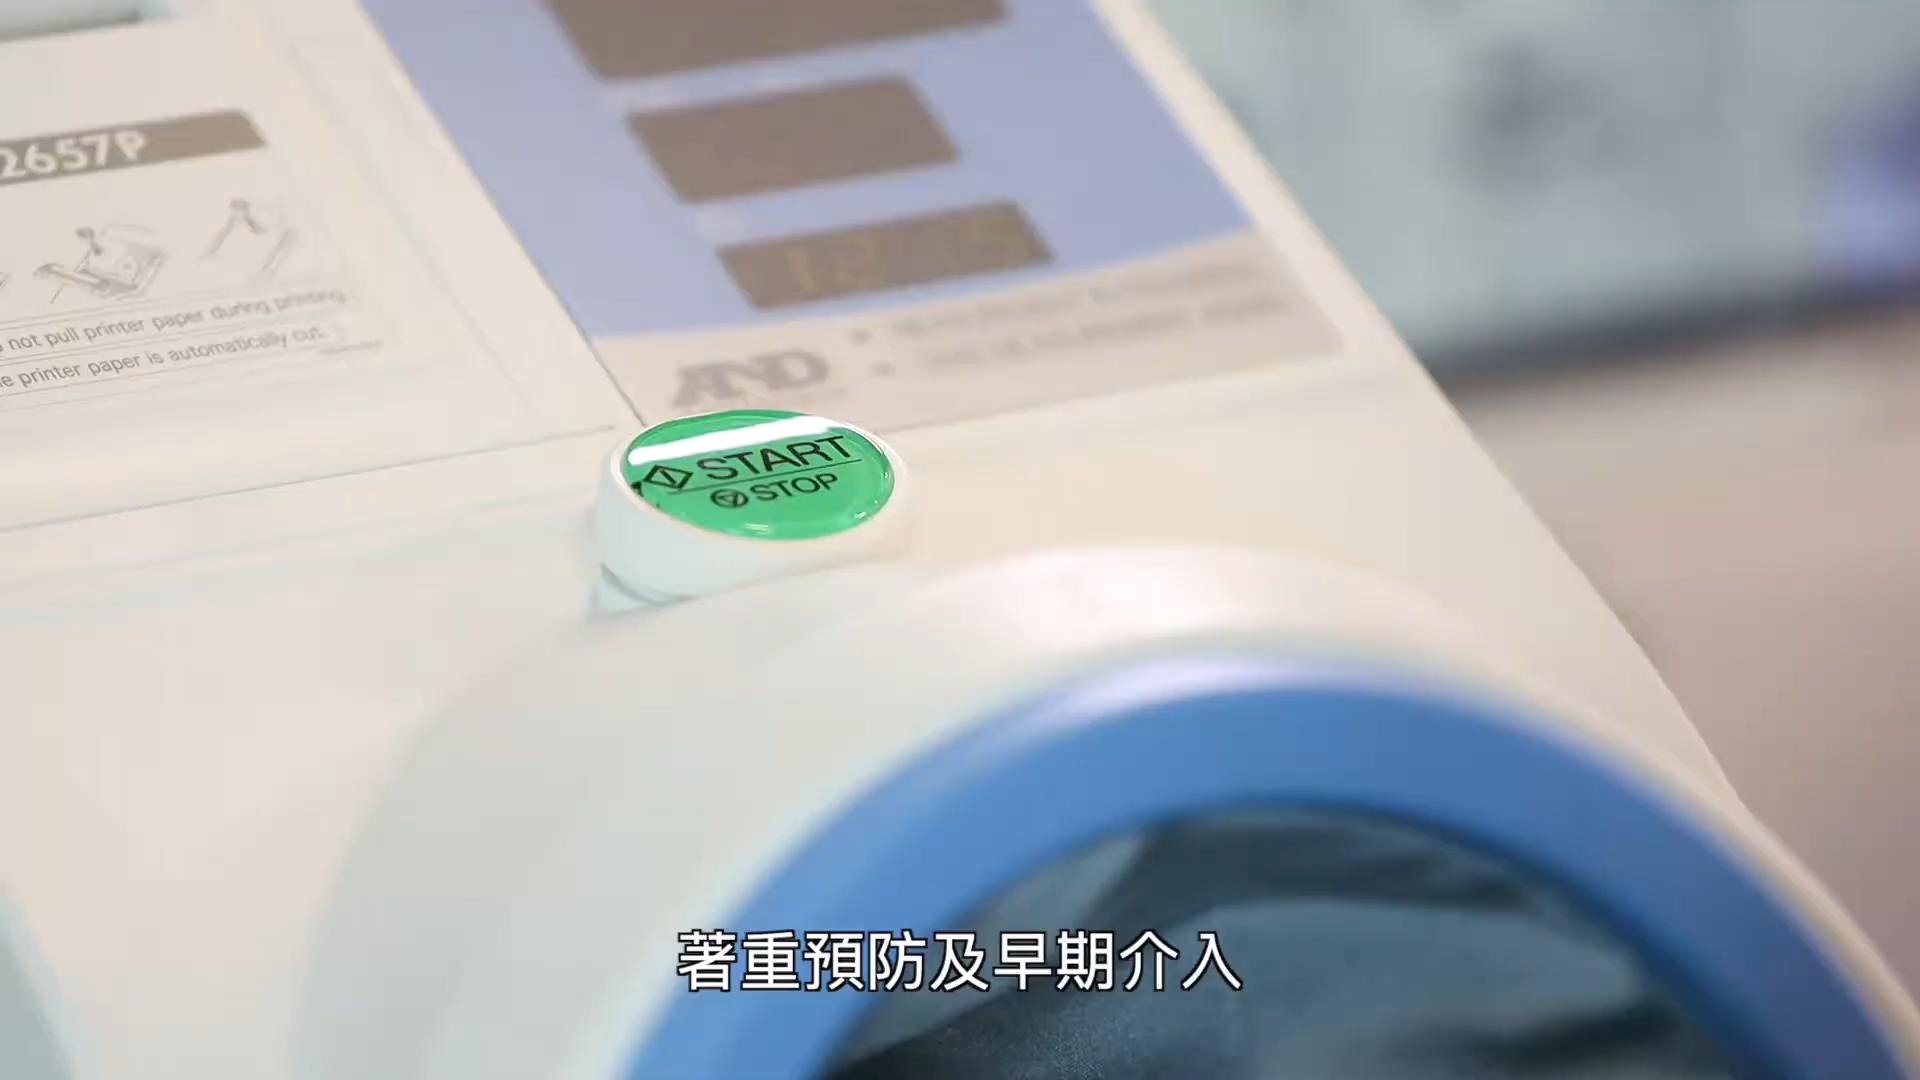 2657P
not pull printer paper during printing.
e printer paper is automatically cut.
AND
START
STOP
著重預防及早期介入